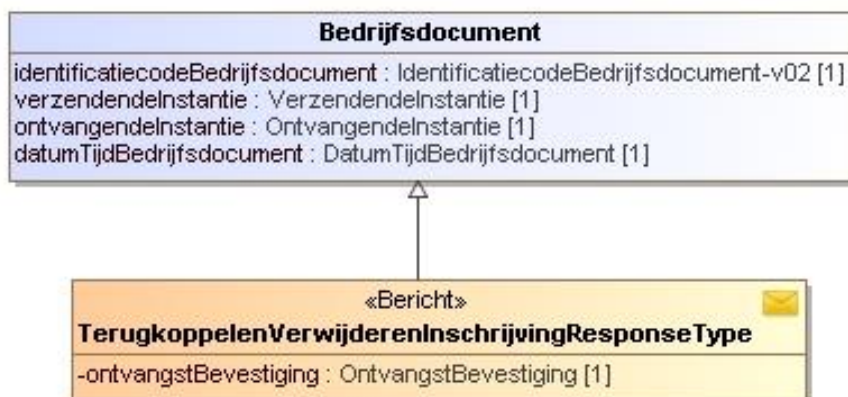 Bedrijfsdocument
identificatiecodeBedrijfsdocument : IdentificatiecodeBedrijfsdocument-v02 [1]
verzendendeInstantie : VerzendendeInstantie [1]
ontvangendeInstantie : OntvangendeInstantie [1]
datumTijdBedrijfsdocument : DatumTijdBedrijfsdocument [1]
«Bericht»
TerugkoppelenVerwijderenInschrijvingResponseType
-ontvangstBevestiging : OntvangstBevestiging [1]